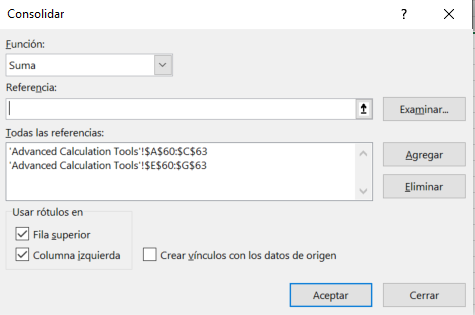 Consolidar
Función:
Suma
Referencia:
Examinar...
Todas las referencias:
'Advanced Calculation Tools'!$A$60:$C$63
'Advanced Calculation Tools'!$E$60:$G$63
Agregar
Eliminar
Usar rótulos en
Fila superior
Columna izquierda
Crear vínculos con los datos de origen
Aceptar
Cerrar